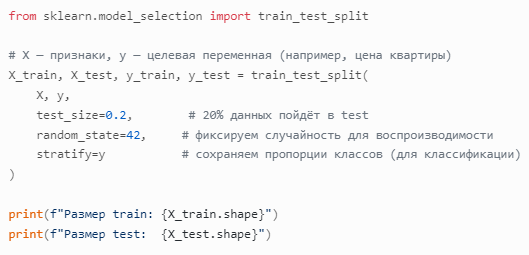 from sklearn.model_selection import train_test_split
# X — признаки, y — целевая переменная (например, цена квартиры)
X_train, X_test, y_train, y_test = train_test_split(
    X, y,
    test_size=0.2,        # 20% данных пойдёт в test
    random_state=42,     # фиксируем случайность для воспроизводимости
    stratify=y           # сохраняем пропорции классов (для классификации)
)
print(f"Размер train: {X_train.shape}")
print(f"Размер test:  {X_test.shape}")